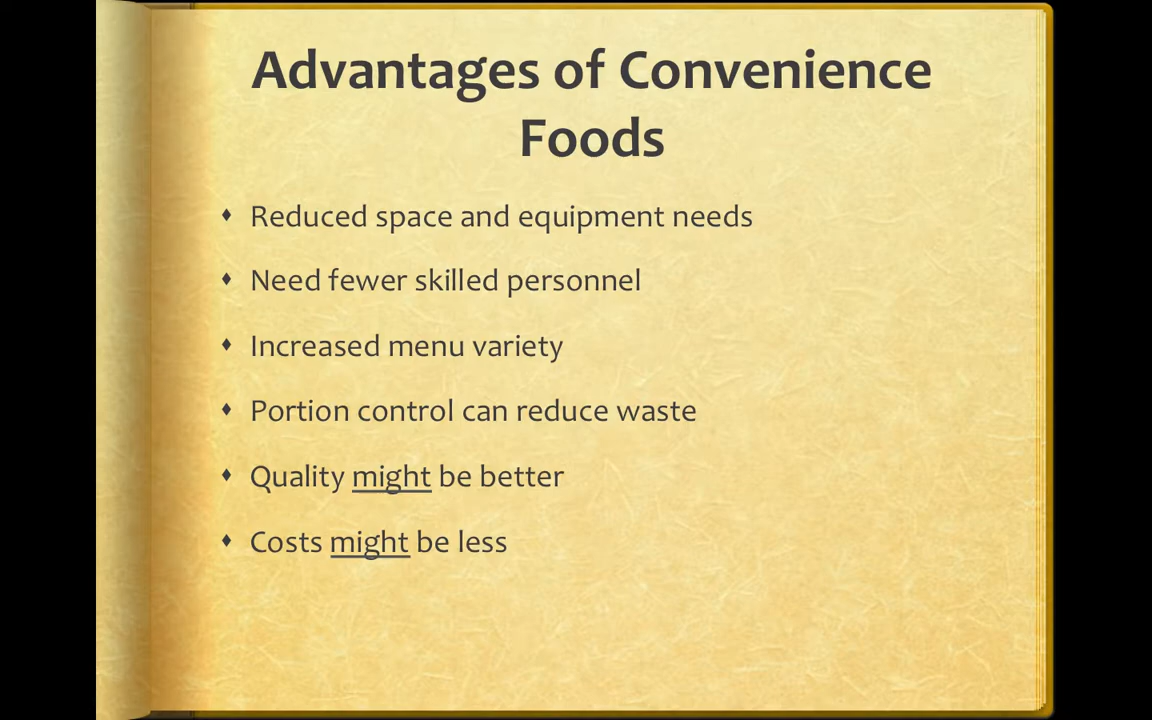 Advantages of Convenience
Foods
♦ Reduced space and equipment needs
♦ Need fewer skilled personnel
♦ Increased menu variety
♦ Portion control can reduce waste
♦ Quality might be better
♦ Costs might be less